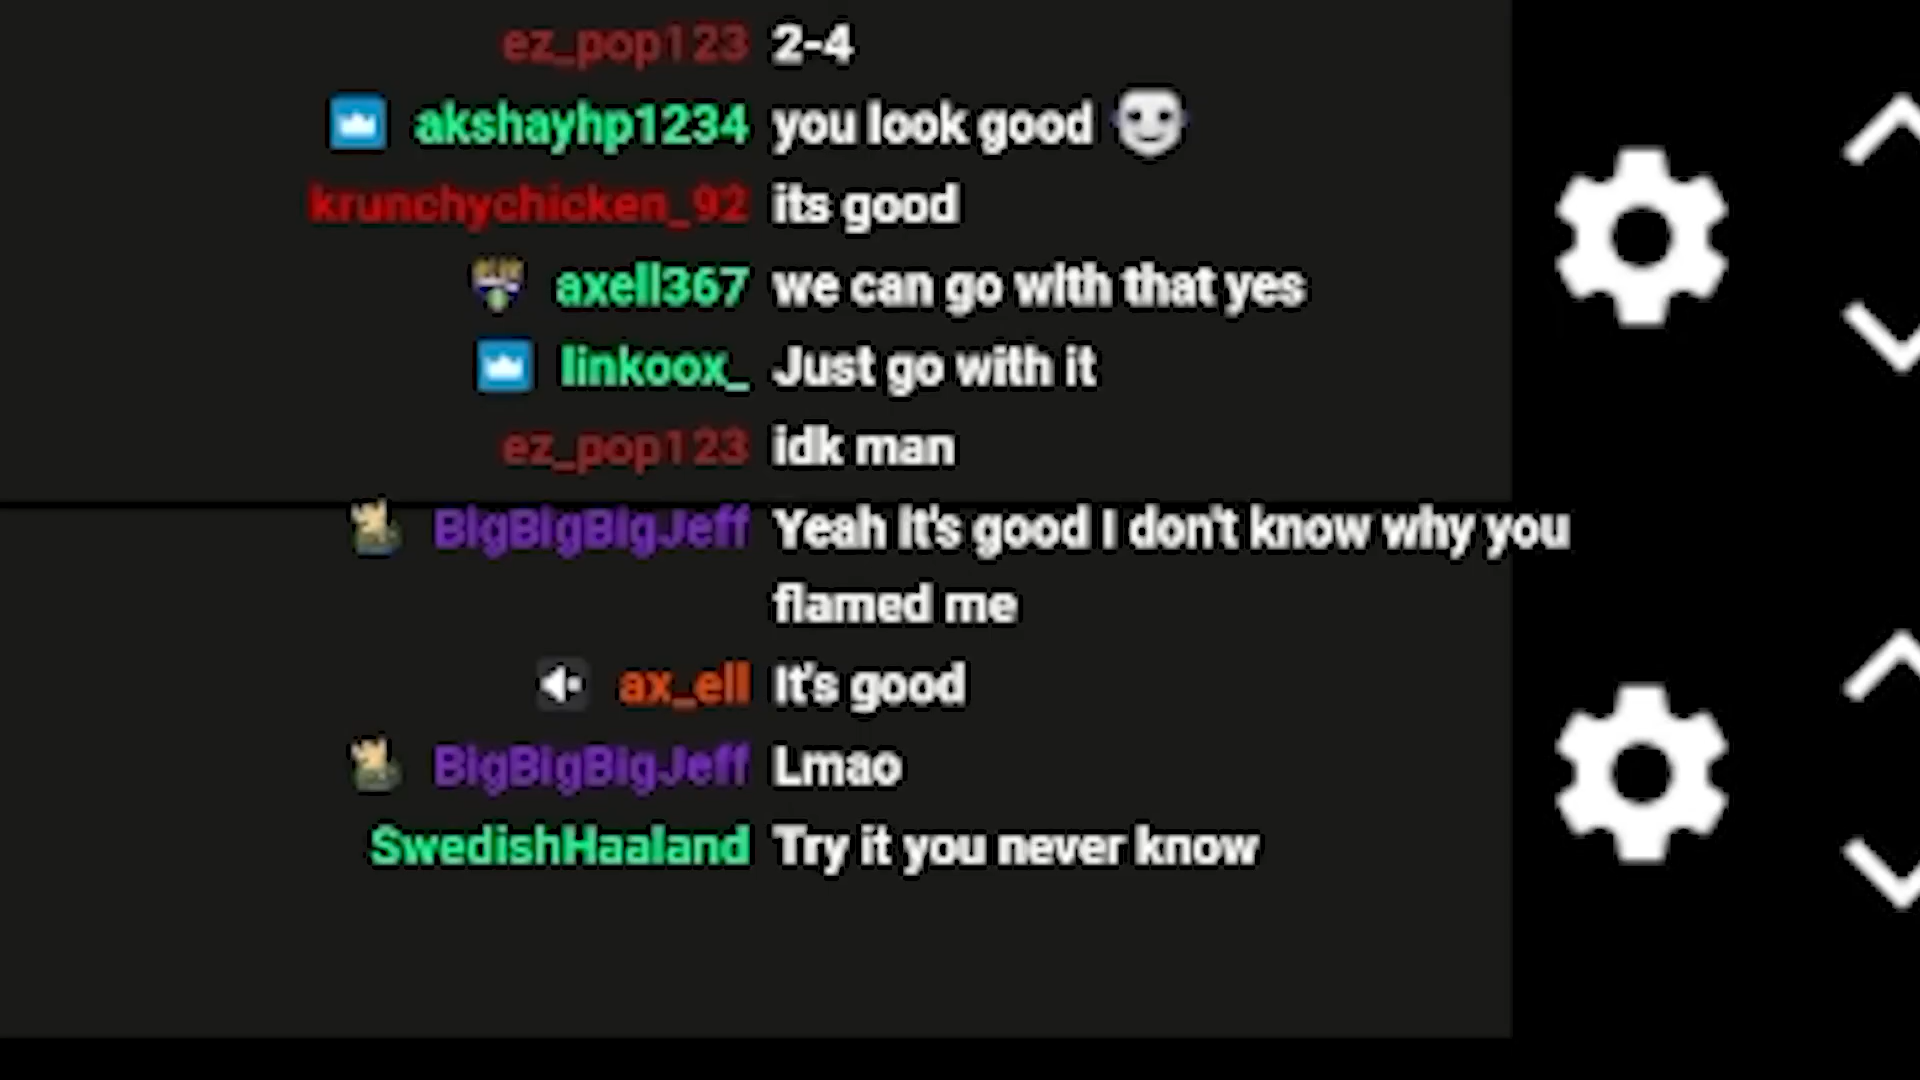 ez_pop123 2-4
akshayhp1234 you look good
krunchychicken_92 its good
axell367 we can go with that yes
linkoox_ Just go with it
ez_pop123 idk man
BigBigBigJeff Yeah it's good I don't know why you
flamed me
ax_ell It's good
BigBigBigJeff Lmao
SwedishHaaland Try it you never know